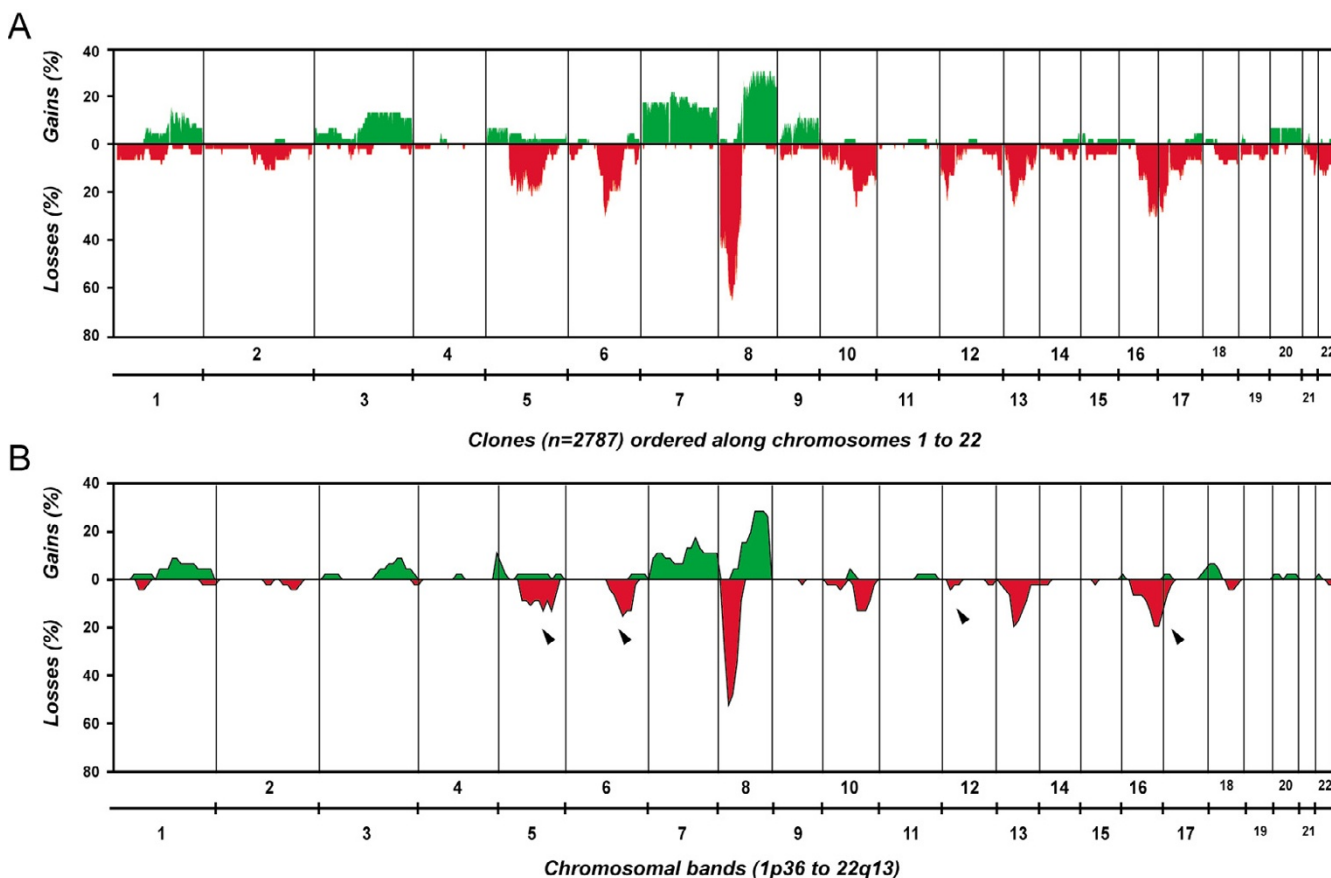 A
Gains (%)
Losses (%)
40
20
0
20
40
60
80
2 4 6 8 10 12 14 16 18 20 22
1 3 5 7 9 11 13 15 17 19 21
Clones (n=2787) ordered along chromosomes 1 to 22
B
Gains (%)
Losses (%)
40
20
0
20
40
60
80
2 4 6 8 10 12 14 16 18 20 22
1 3 5 7 9 11 13 15 17 19 21
Chromosomal bands (1p36 to 22q13)